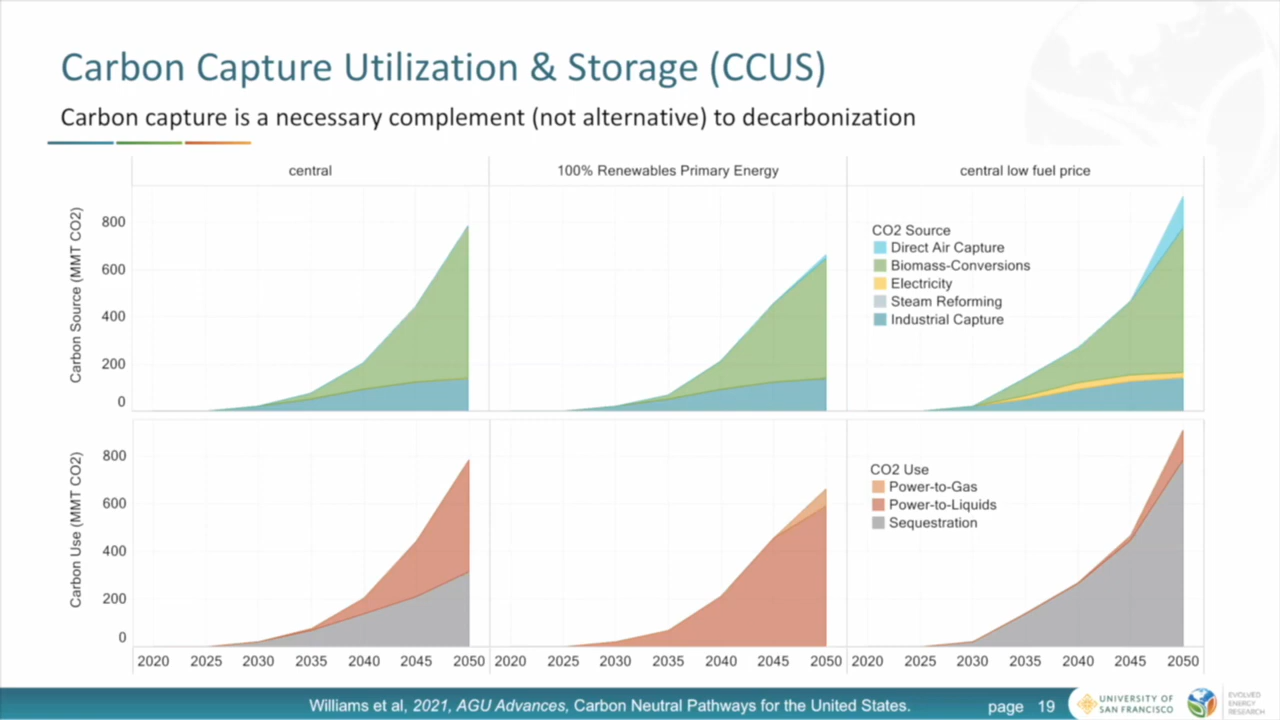 Carbon Capture Utilization & Storage (CCUS)
Carbon capture is a necessary complement (not alternative) to decarbonization
central
100% Renewables Primary Energy
central low fuel price
Carbon Source (MMT CO2)
800
600
400
200
0
CO2 Source
Direct Air Capture
Biomass-Conversions
Electricity
Steam Reforming
Industrial Capture
Carbon Use (MMT CO2)
800
600
400
200
0
CO2 Use
Power-to-Gas
Power-to-Liquids
Sequestration
2020 2025 2030 2035 2040 2045 2050 2020 2025 2030 2035 2040 2045 2050 2020 2025 2030 2035 2040 2045 2050
Williams et al, 2021, AGU Advances, Carbon Neutral Pathways for the United States.
page 19
UNIVERSITY OF
SAN FRANCISCO
EVOLVED
ENERGY
RESEARCH